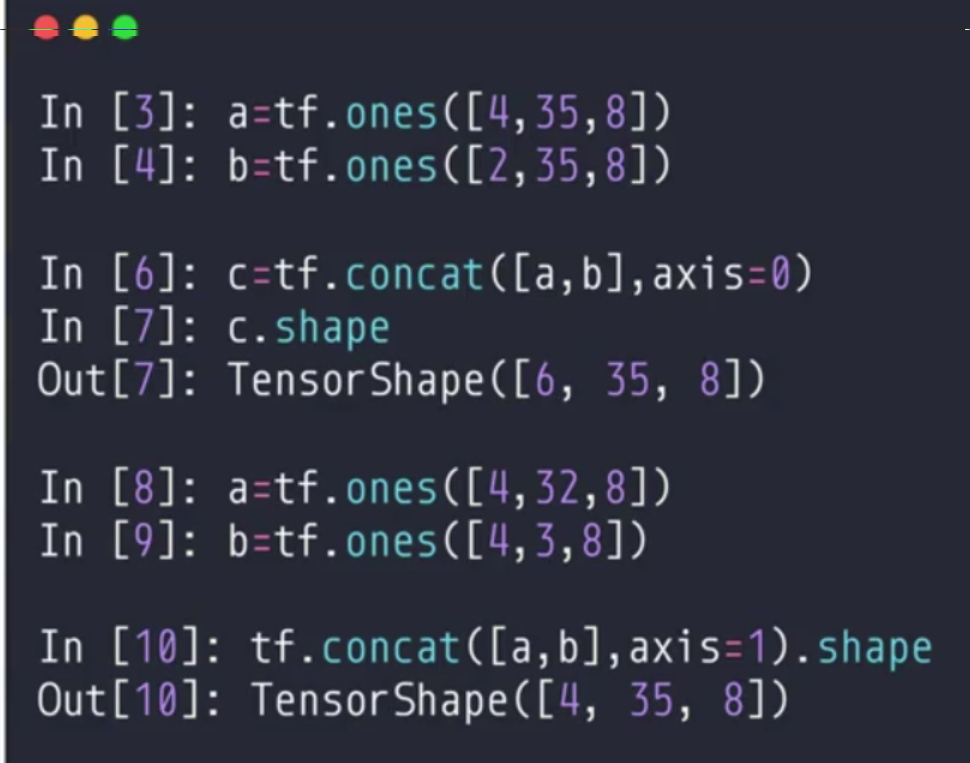 In [3]: a=tf.ones([4,35,8])
In [4]: b=tf.ones([2,35,8])
In [6]: c=tf.concat([a,b],axis=0)
In [7]: c.shape
Out[7]: TensorShape([6, 35, 8])
In [8]: a=tf.ones([4,32,8])
In [9]: b=tf.ones([4,3,8])
In [10]: tf.concat([a,b],axis=1).shape
Out[10]: TensorShape([4, 35, 8])